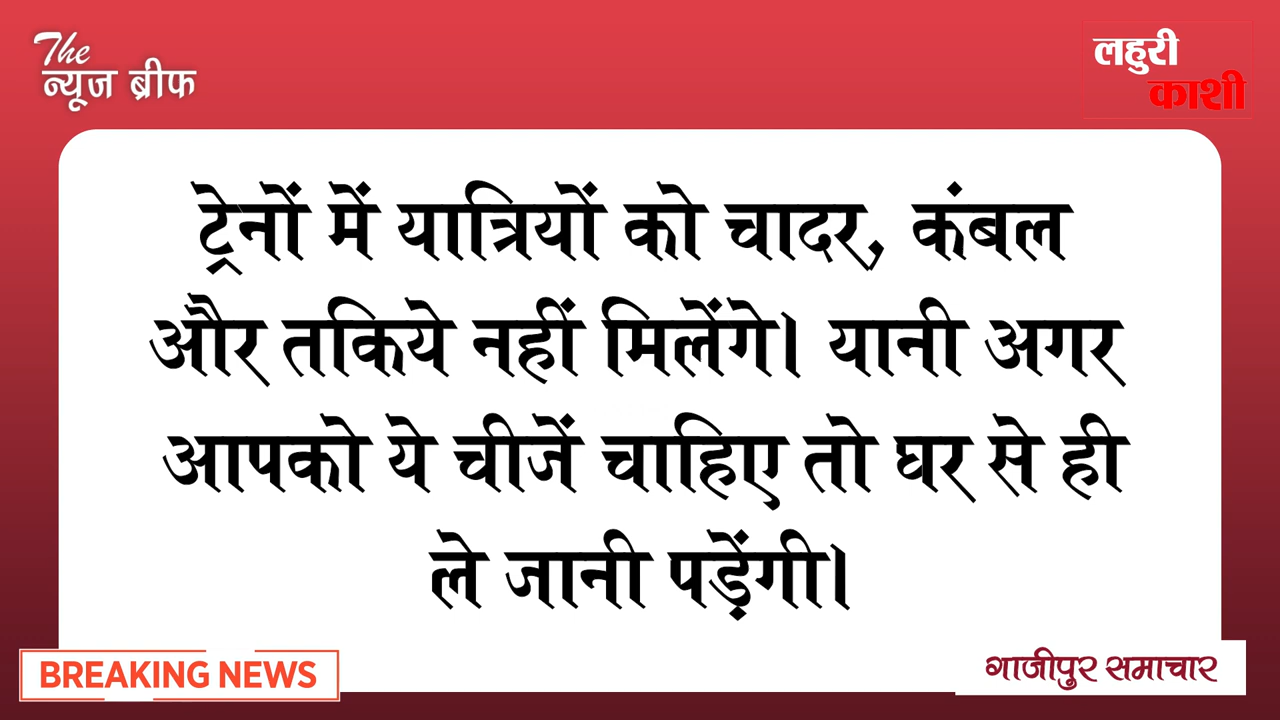 The
न्यूज ब्रीफ
लहुरी
काशी
ट्रेनों में यात्रियों को चादर, कंबल
और तकिये नहीं मिलेंगे। यानी अगर
आपको ये चीजें चाहिए तो घर से ही
ले जानी पड़ेंगी।
BREAKING NEWS
गाजीपुर समाचार